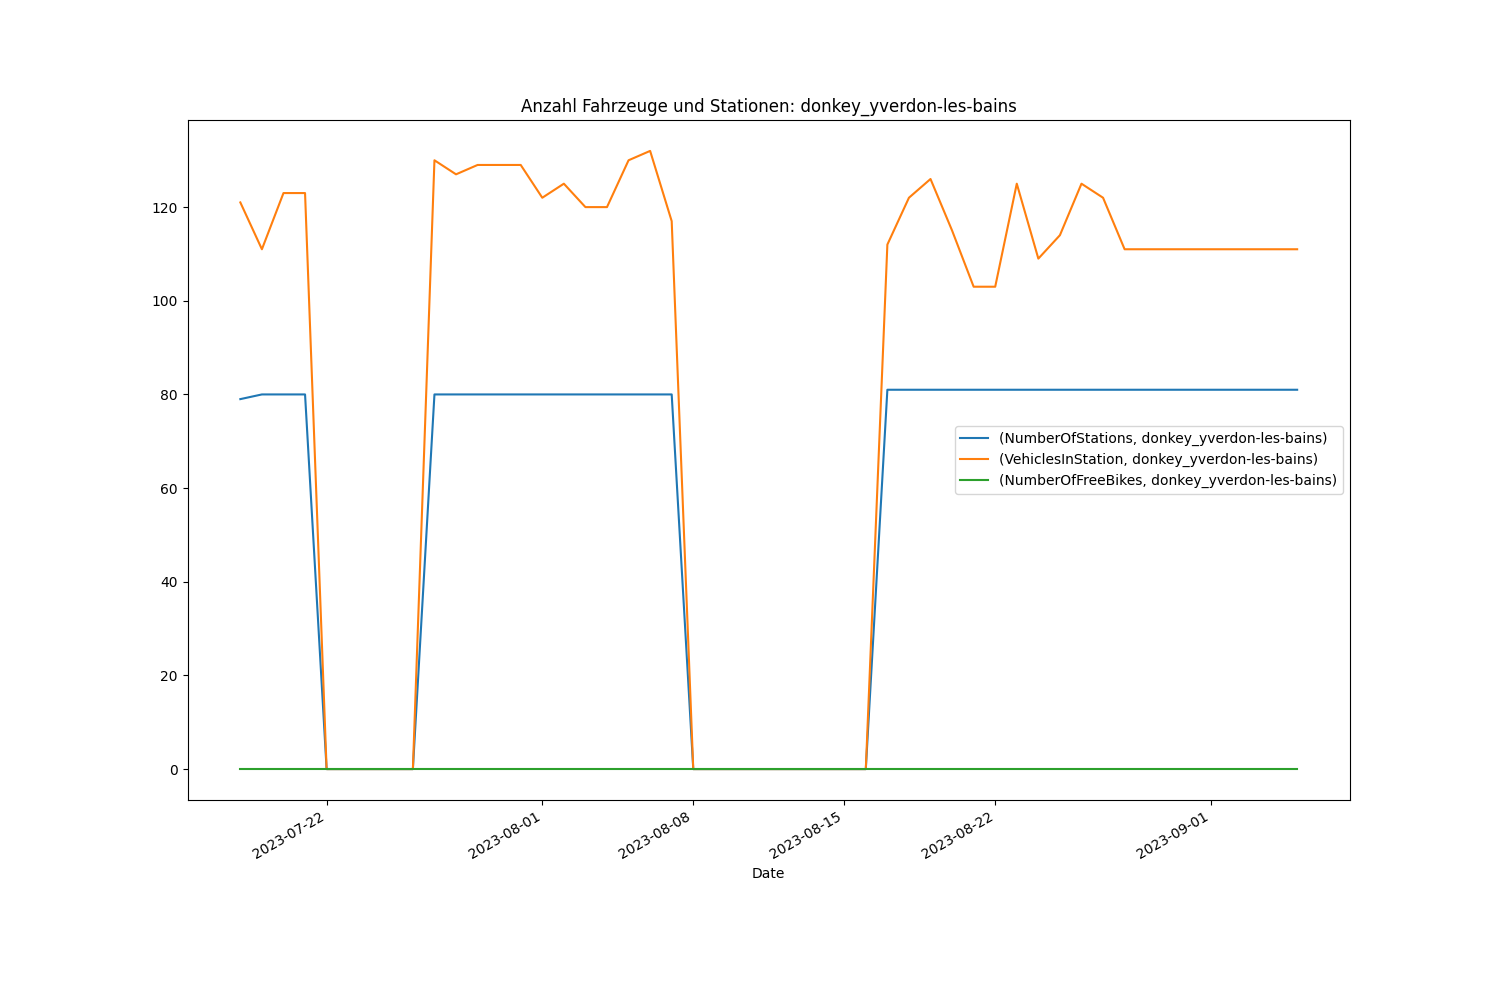 Anzahl Fahrzeuge und Stationen: donkey_yverdon-les-bains
120
100
80
60
40
20
0
(NumberOfStations, donkey_yverdon-les-bains)
(VehiclesInStation, donkey_yverdon-les-bains)
(NumberOfFreeBikes, donkey_yverdon-les-bains)
2023-07-22
2023-08-01
2023-08-08
2023-08-15
2023-08-22
2023-09-01
Date